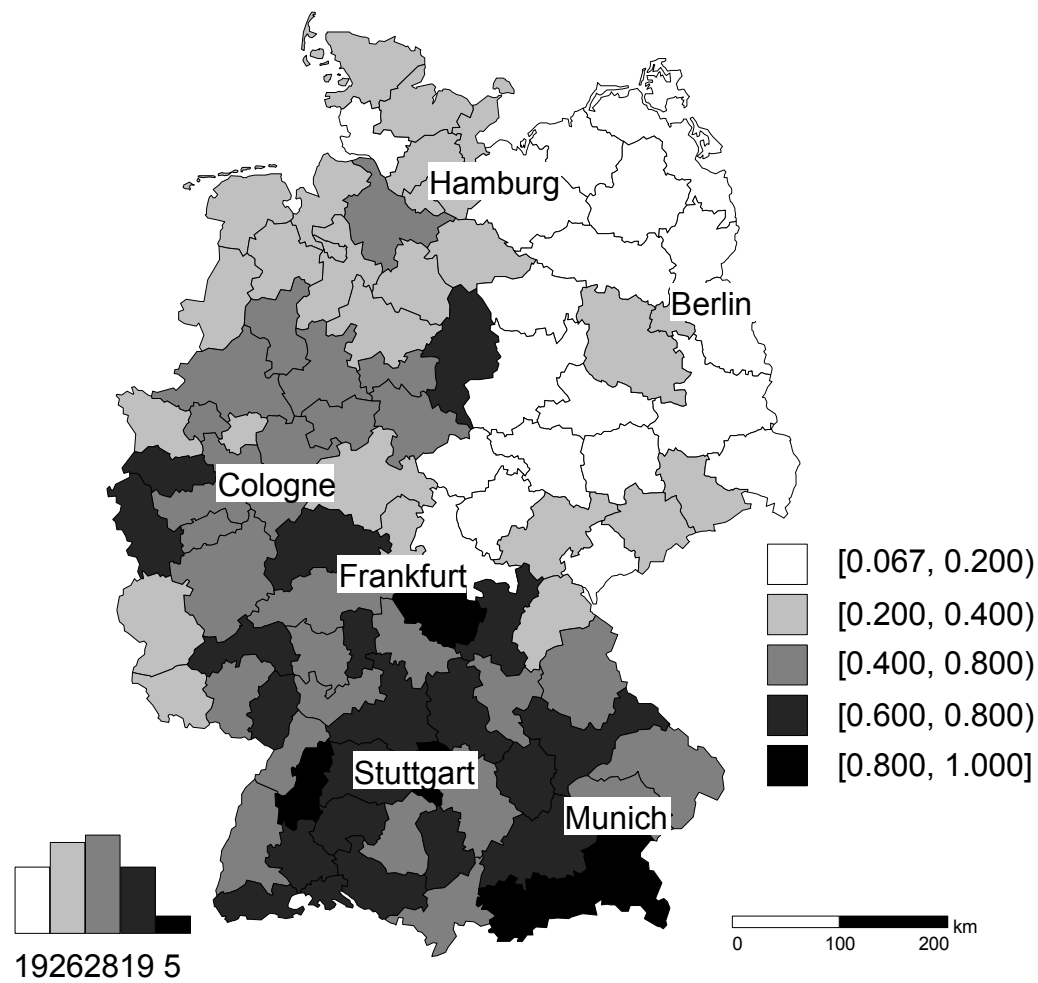 Hamburg
Berlin
Cologne
Frankfurt
[0.067, 0.200)
[0.200, 0.400)
[0.400, 0.800)
[0.600, 0.800)
[0.800, 1.000]
Stuttgart
Munich
km
0 100 200
19262819 5